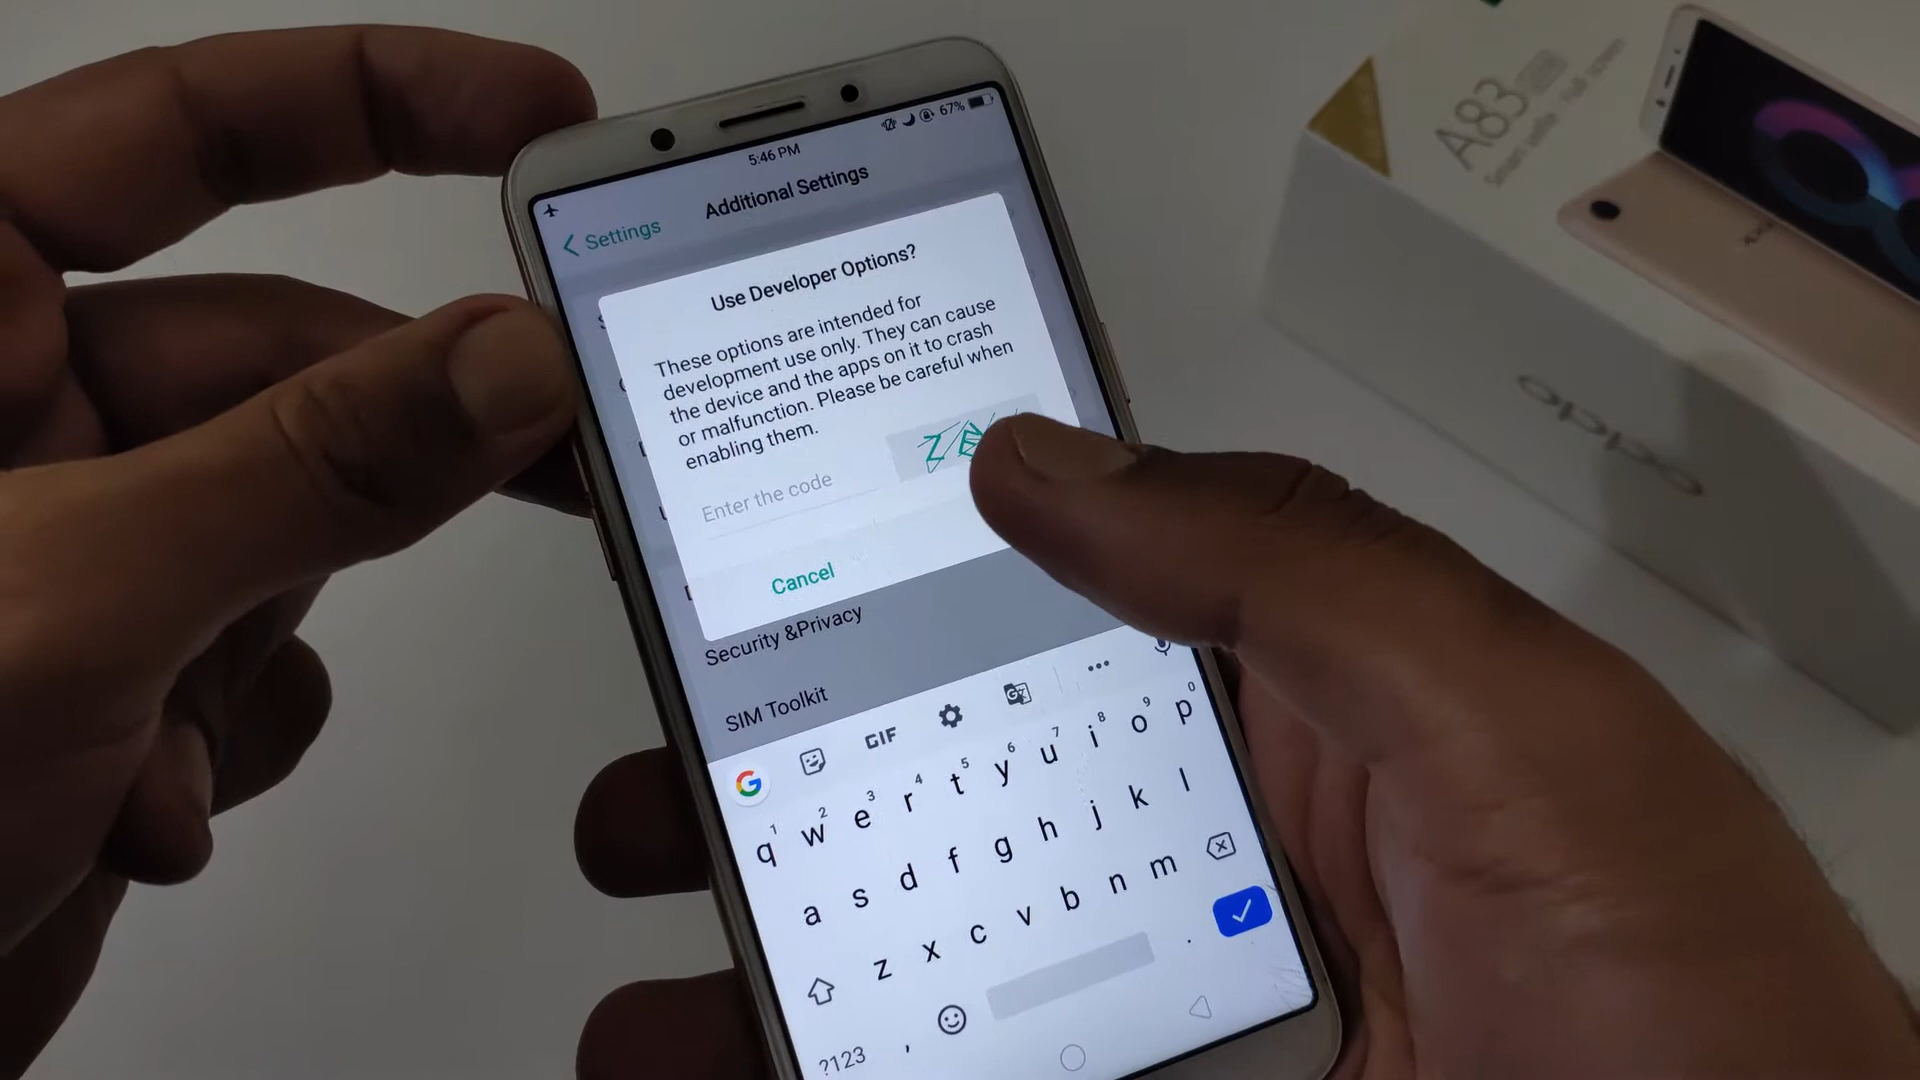 67%
5:46 PM
Settings
Additional Settings
Use Developer Options?
These options are intended for
development use only. They can cause
the device and the apps on it to crash
or malfunction. Please be careful when
enabling them.
Enter the code
Cancel
Security &Privacy
SIM Toolkit
GIF
1 2 3 4 5 6 7 8 9 0
q w e r t y u i o p
a s d f g h j k l
z x c v b n m
?123 , .
A83
oppo